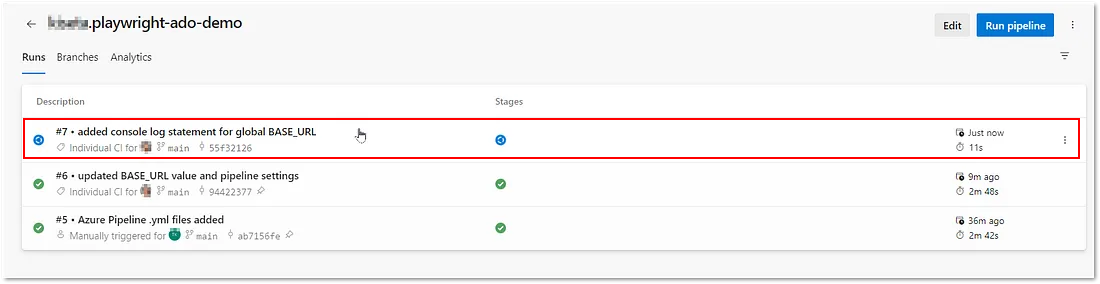 .playwright-ado-demo
Edit
Run pipeline
Runs Branches Analytics
Description Stages
#7 • added console log statement for global BASE_URL
Just now
Individual CI for main 55f32126
11s
#6 • updated BASE_URL value and pipeline settings
9m ago
Individual CI for main 94422377
2m 48s
#5 • Azure Pipeline .yml files added
36m ago
Manually triggered for main ab7156fe
2m 42s